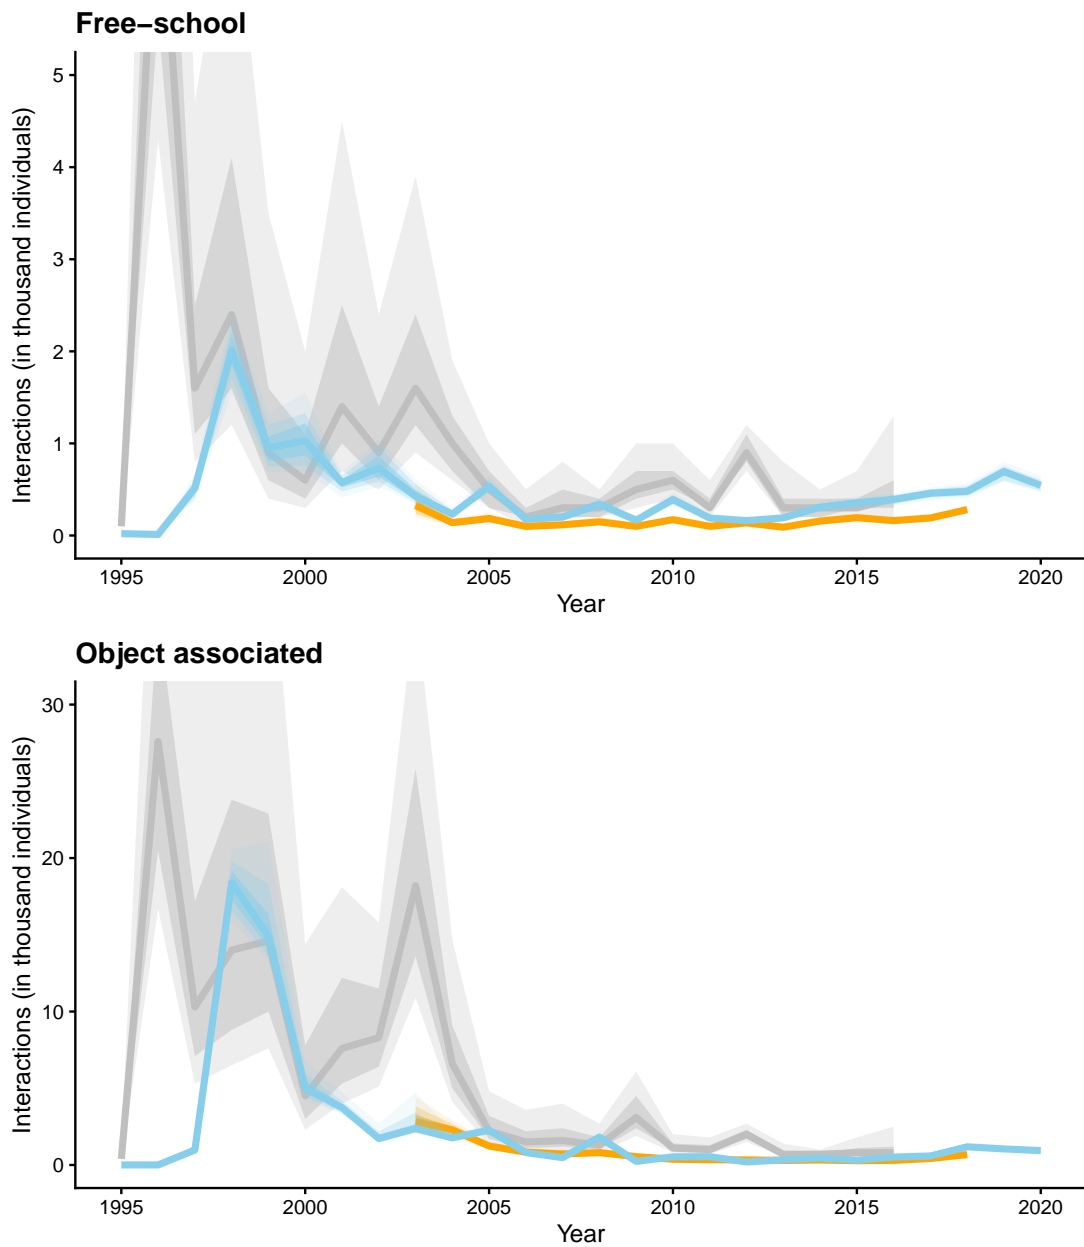 Free−school
Interactions (in thousand individuals)
5
4
3
2
1
0
1995 2000 2005 2010 2015 2020
Year
Object associated
Interactions (in thousand individuals)
30
20
10
0
1995 2000 2005 2010 2015 2020
Year